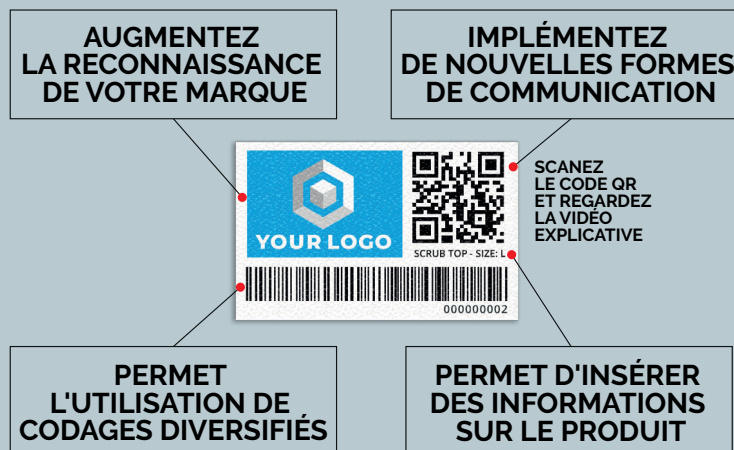 AUGMENTEZ
LA RECONNAISSANCE
DE VOTRE MARQUE
IMPLÉMENTEZ
DE NOUVELLES FORMES
DE COMMUNICATION
YOUR LOGO
SCRUB TOP - SIZE: L
SCANEZ
LE CODE QR
ET REGARDEZ
LA VIDÉO
EXPLICATIVE
000000002
PERMET
L'UTILISATION DE
CODAGES DIVERSIFIÉS
PERMET D'INSÉRER
DES INFORMATIONS
SUR LE PRODUIT